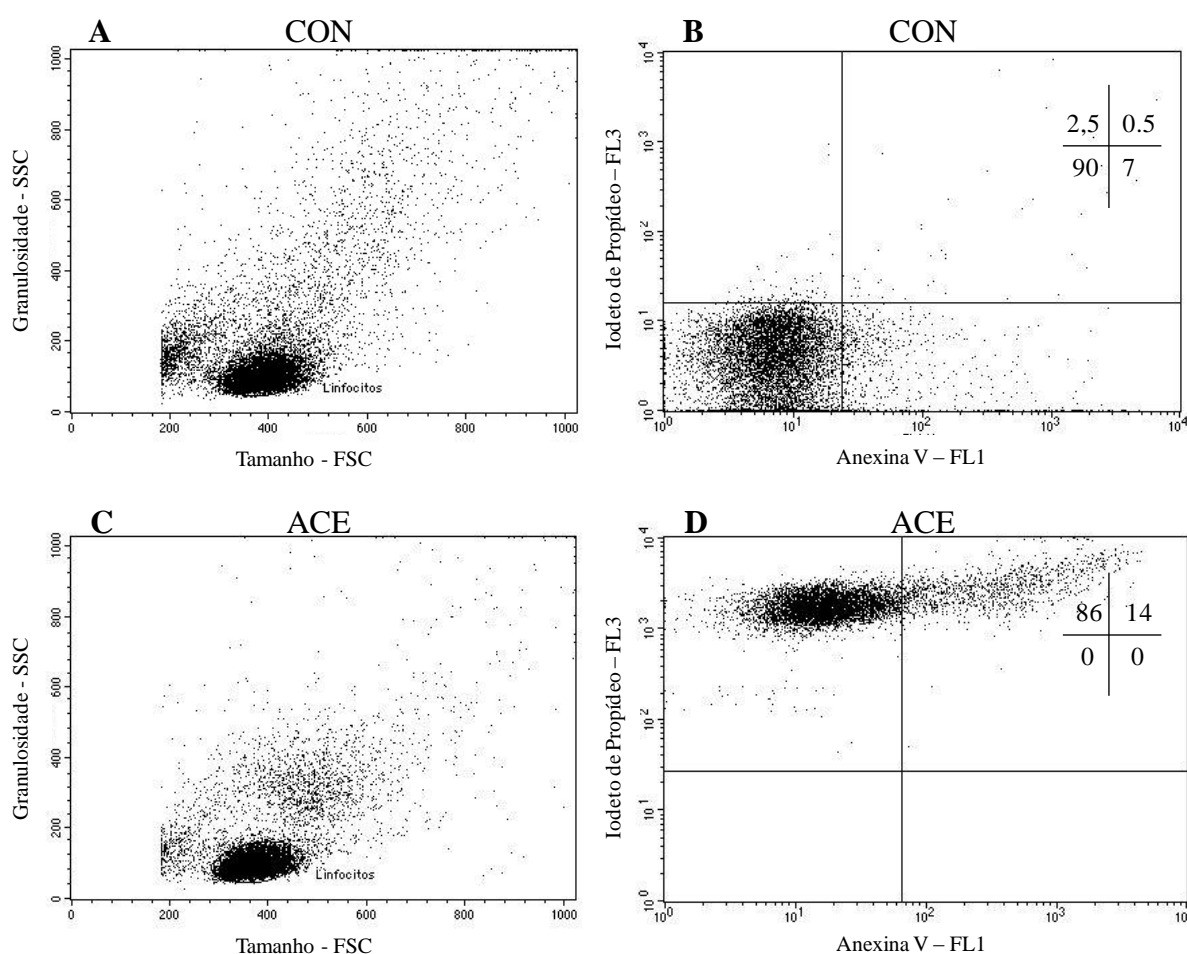 A CON
1000
800
600
400
200
0
Granulosidade - SSC
Linfocitos
0 200 400 600 800 1000
Tamanho - FSC
B CON
10^4
10^3
10^2
10^1
10^0
Iodeto de Propídeo – FL3
2,5 0.5
90 7
10^0 10^1 10^2 10^3 10^4
Anexina V – FL1
C ACE
1000
800
600
400
200
0
Granulosidade - SSC
Linfocitos
0 200 400 600 800 1000
Tamanho - FSC
D ACE
10^4
10^3
10^2
10^1
10^0
Iodeto de Propídeo – FL3
86 14
0 0
10^0 10^1 10^2 10^3
Anexina V – FL1